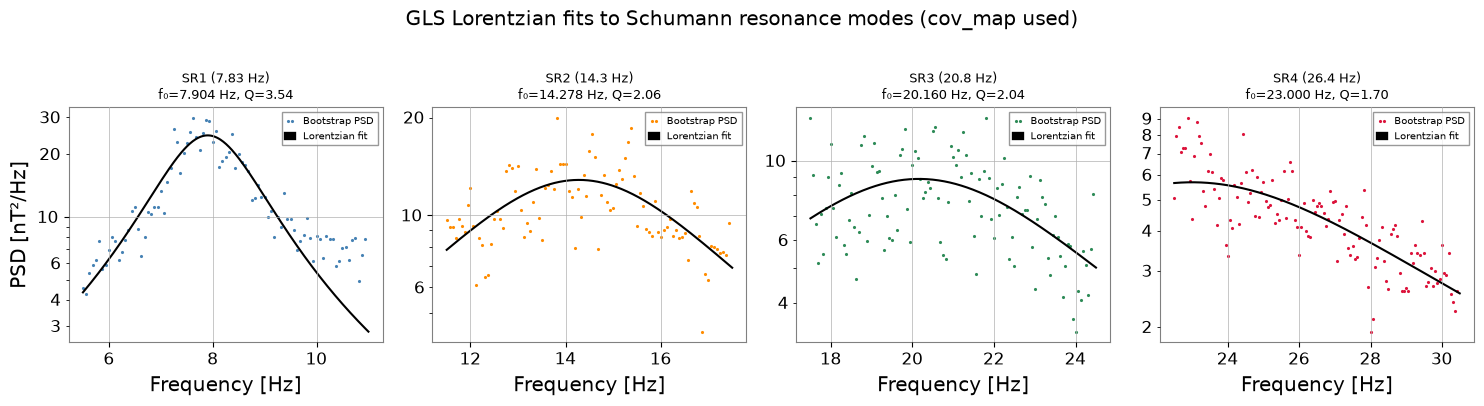 GLS Lorentzian fits to Schumann resonance modes (cov_map used)
SR1 (7.83 Hz)
f₀=7.904 Hz, Q=3.54
Bootstrap PSD
Lorentzian fit
30
20
10
6
4
3
6
8
10
PSD [nT²/Hz]
Frequency [Hz]
SR2 (14.3 Hz)
f₀=14.278 Hz, Q=2.06
Bootstrap PSD
Lorentzian fit
20
10
6
12
14
16
Frequency [Hz]
SR3 (20.8 Hz)
f₀=20.160 Hz, Q=2.04
Bootstrap PSD
Lorentzian fit
10
6
4
18
20
22
24
Frequency [Hz]
SR4 (26.4 Hz)
f₀=23.000 Hz, Q=1.70
Bootstrap PSD
Lorentzian fit
9
8
7
6
5
4
3
2
24
26
28
30
Frequency [Hz]